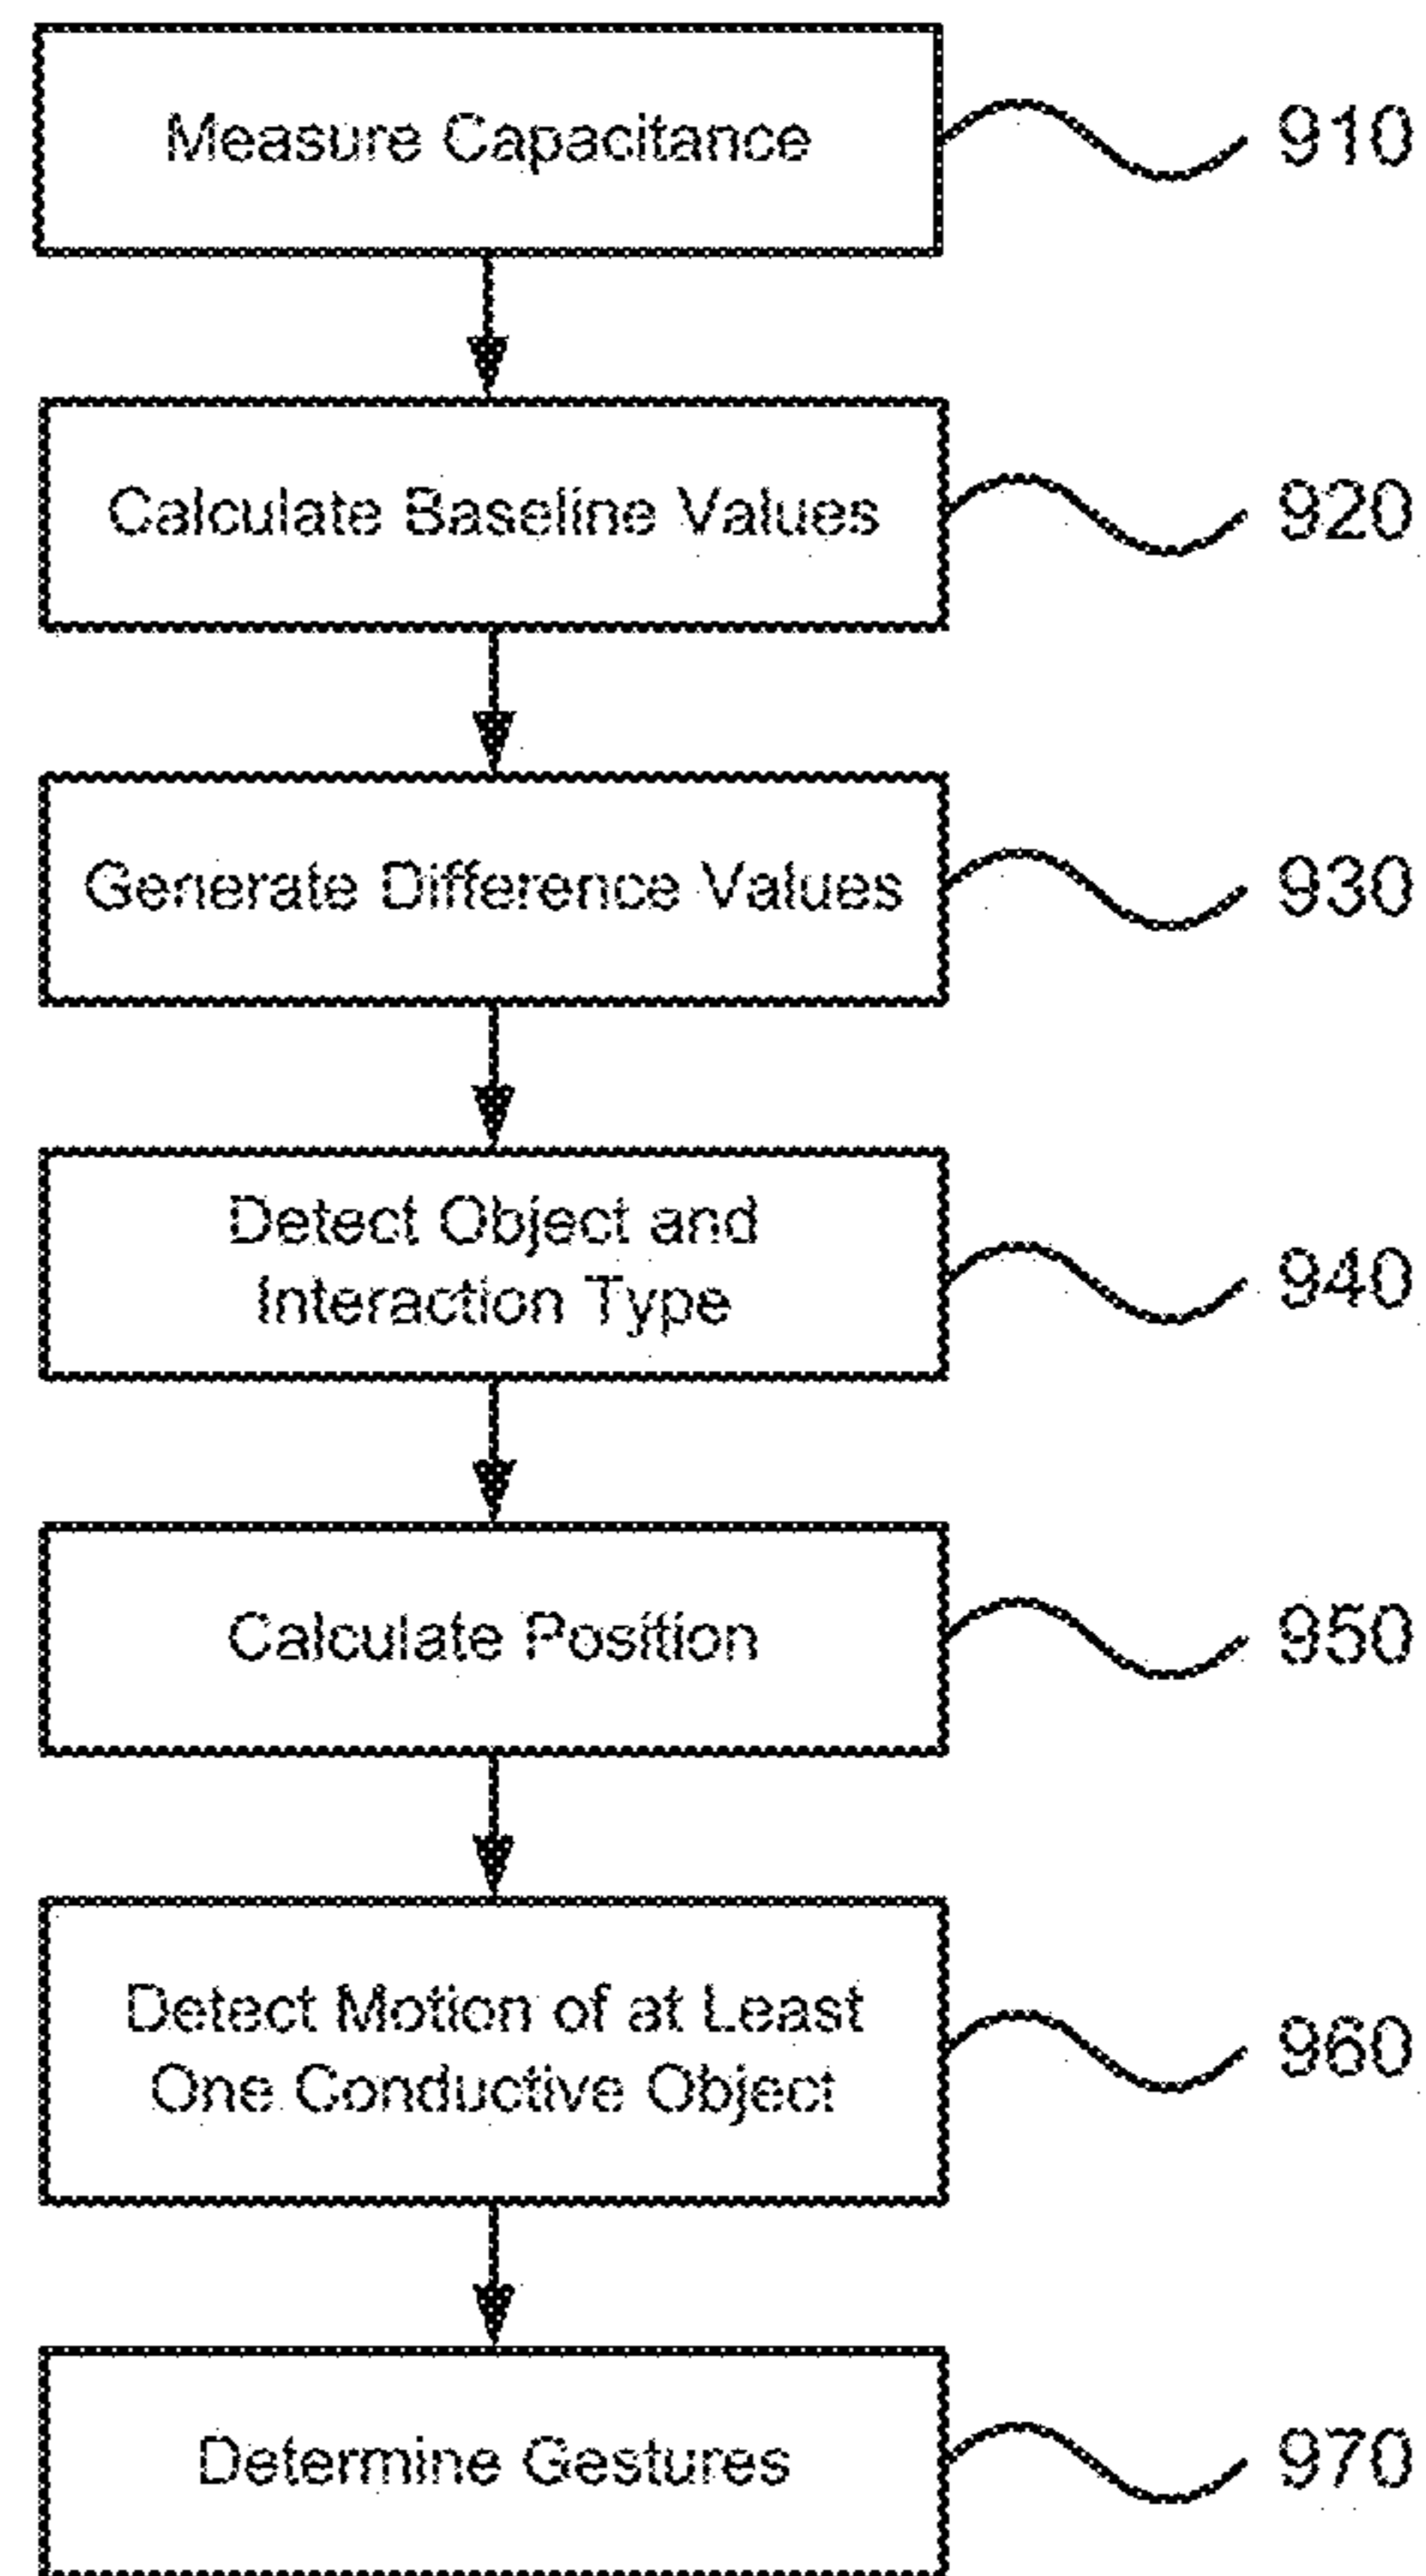 Measure Capacitance
910
Calculate Baseline Values
920
Generate Difference Values
930
Detect Object and
Interaction Type
940
Calculate Position
950
Detect Motion of at Least
One Conductive Object
960
Determine Gestures
970